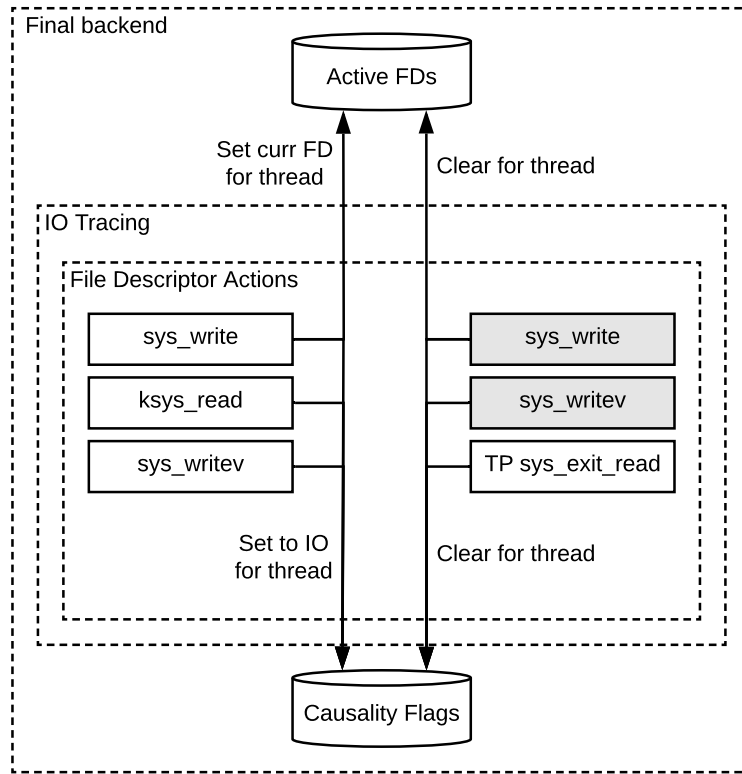 Final backend
Active FDs
Set curr FD
for thread
Clear for thread
IO Tracing
File Descriptor Actions
sys_write
sys_write
ksys_read
sys_writev
sys_writev
TP sys_exit_read
Set to IO
for thread
Clear for thread
Causality Flags